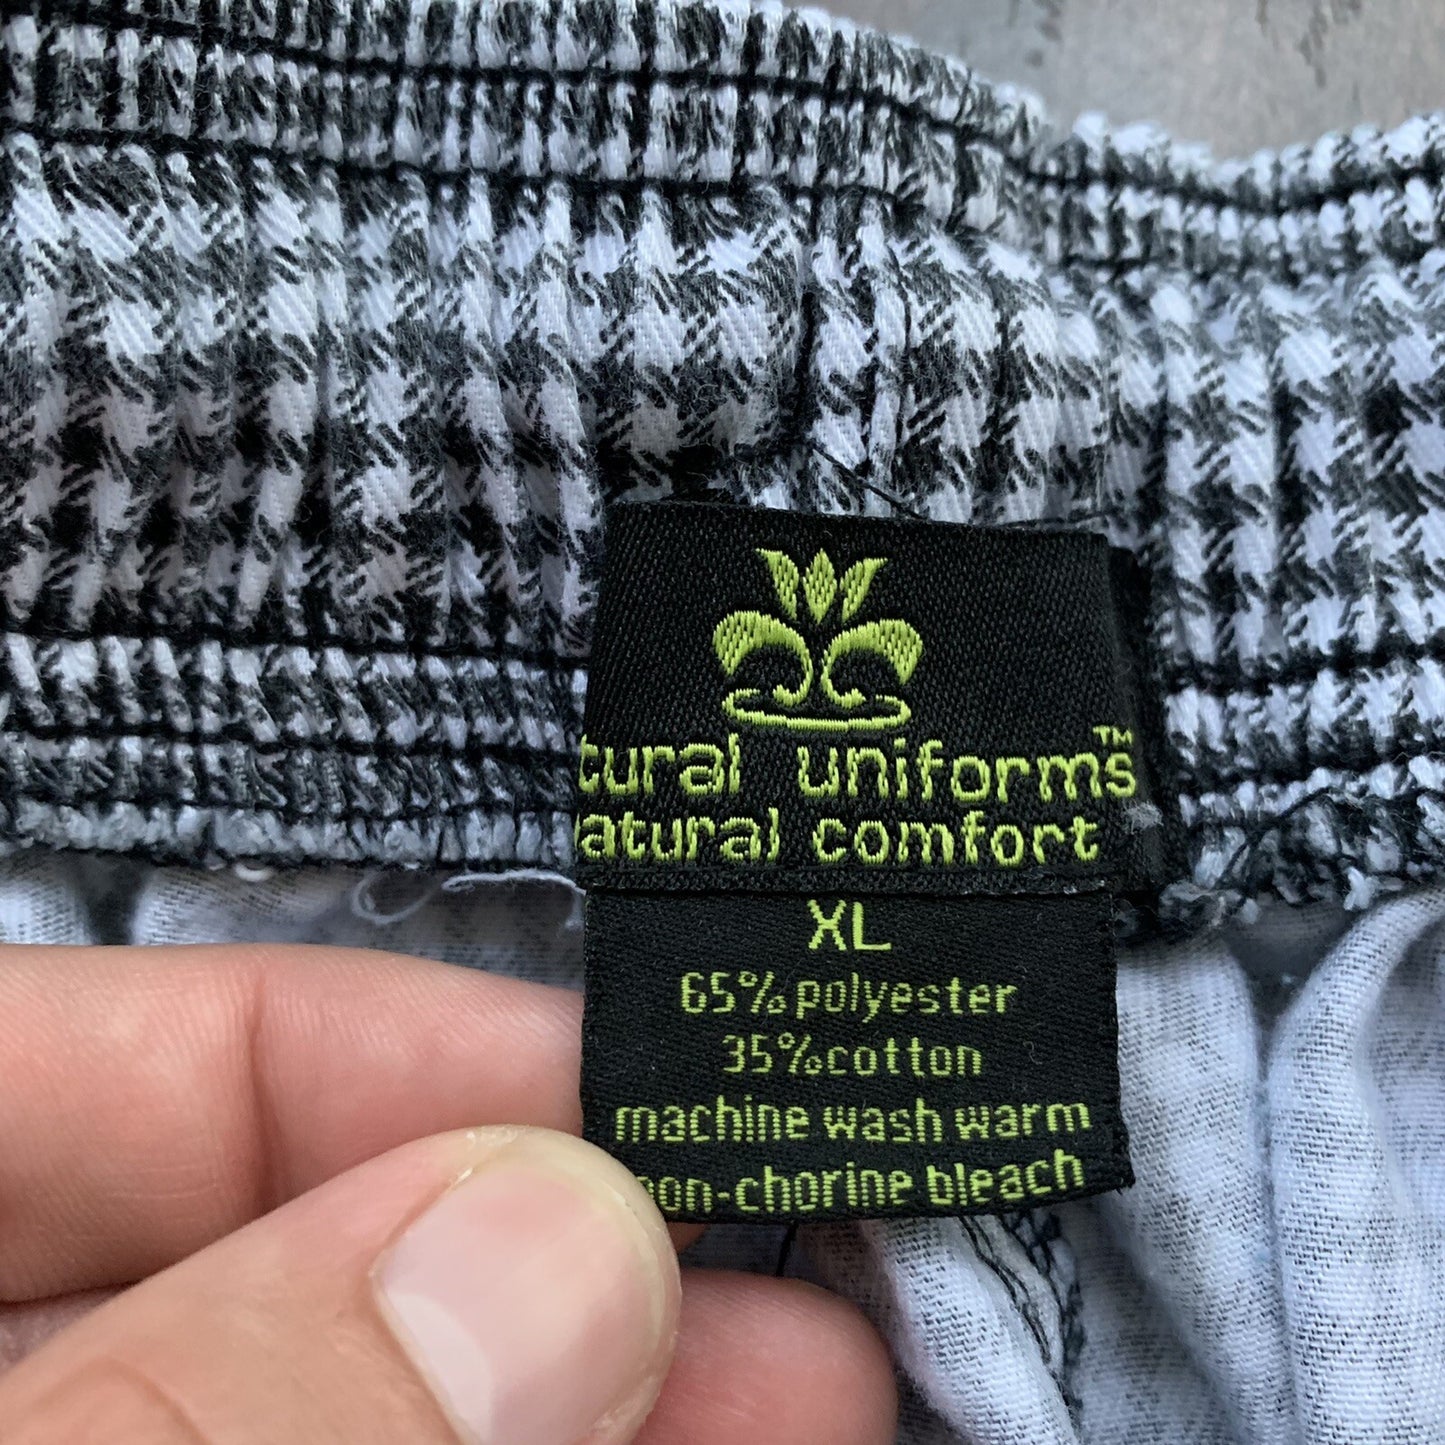 tural uniforms™
atural comfort
XL
65% polyester
35% cotton
machine wash warm
non-chorine bleach